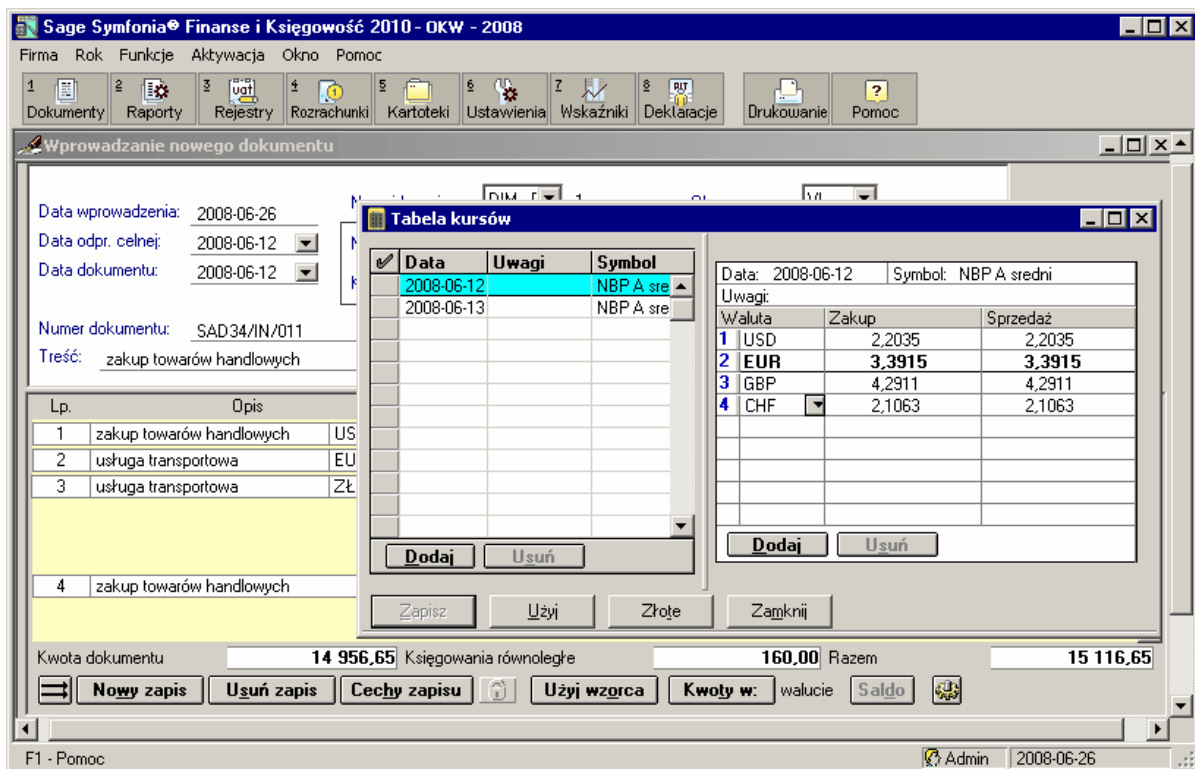 Sage Symfonia® Finanse i Księgowość 2010 - OKW - 2008
Firma Rok Funkcje Aktywacja Okno Pomoc
1 2 3 4 5 6 7 8
Dokumenty Raporty Rejestry Rozrachunki Kartoteki Ustawienia Wskaźniki Deklaracje Drukowanie Pomoc
Wprowadzanie nowego dokumentu
Data wprowadzenia: 2008-06-26
Data odpr. celnej: 2008-06-12
Data dokumentu: 2008-06-12
Numer dokumentu: SAD34/IN/011
Treść: zakup towarów handlowych
Lp. Opis
1 zakup towarów handlowych US
2 usługa transportowa EU
3 usługa transportowa ZŁ
4 zakup towarów handlowych
Tabela kursów
Data Uwagi Symbol
2008-06-12 NBP A sre
2008-06-13 NBP A sre
Dodaj Usuń
Data: 2008-06-12 Symbol: NBP A sredni
Uwagi:
Waluta Zakup Sprzedaż
1 USD 2,2035 2,2035
2 EUR 3,3915 3,3915
3 GBP 4,2911 4,2911
4 CHF 2,1063 2,1063
Dodaj Usuń
Zapisz Użyj Złote Zamknij
Kwota dokumentu 14 956,65 Księgowania równoległe 160,00 Razem 15 116,65
Nowy zapis Usuń zapis Cechy zapisu Użyj wzorca Kwoty w: walucie Saldo
F1 - Pomoc Admin 2008-06-26